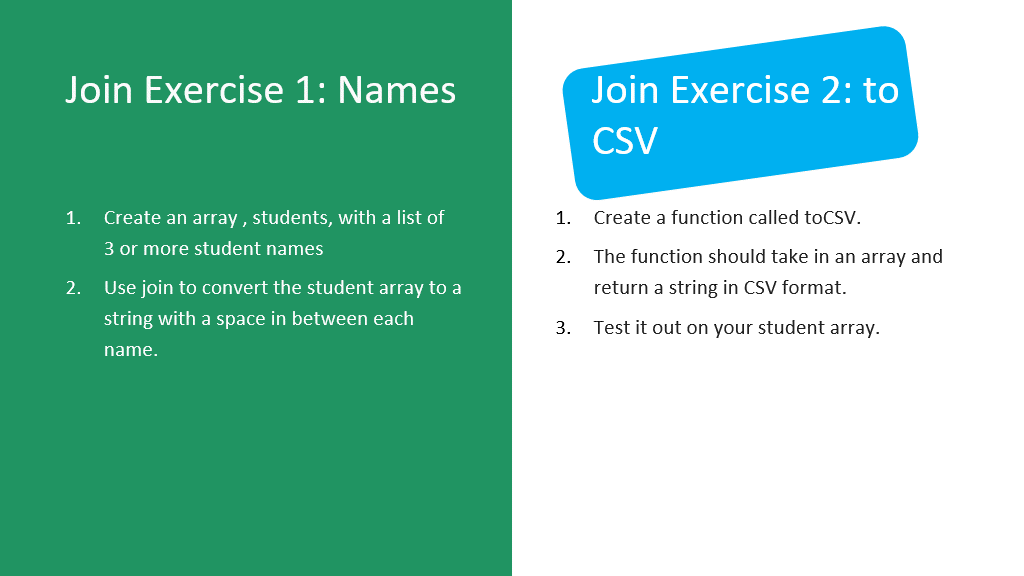 Join Exercise 1: Names
1. Create an array , students, with a list of
3 or more student names
2. Use join to convert the student array to a
string with a space in between each
name.
Join Exercise 2: to
CSV
1. Create a function called toCSV.
2. The function should take in an array and
return a string in CSV format.
3. Test it out on your student array.